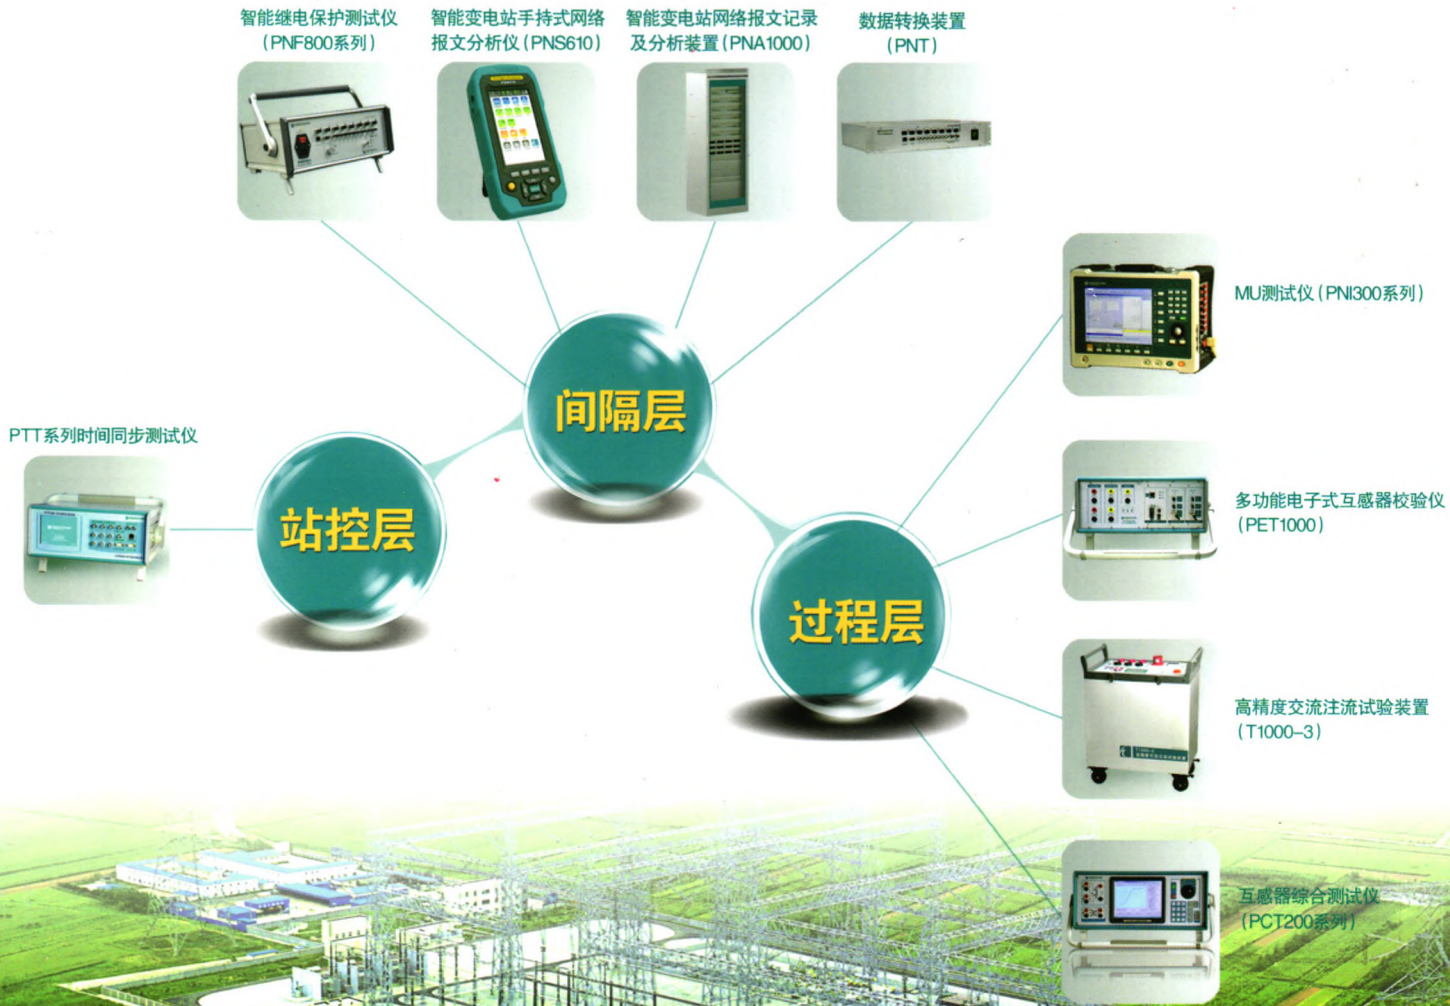 智能继电保护测试仪
(PNF800系列)
智能变电站手持式网络
报文分析仪(PNS610)
智能变电站网络报文记录
及分析装置(PNA1000)
数据转换装置
(PNT)
MU测试仪(PNI300系列)
间隔层
PTT系列时间同步测试仪
站控层
多功能电子式互感器校验仪
(PET1000)
过程层
高精度交流注流试验装置
(T1000-3)
互感器综合测试仪
(PCT200系列)